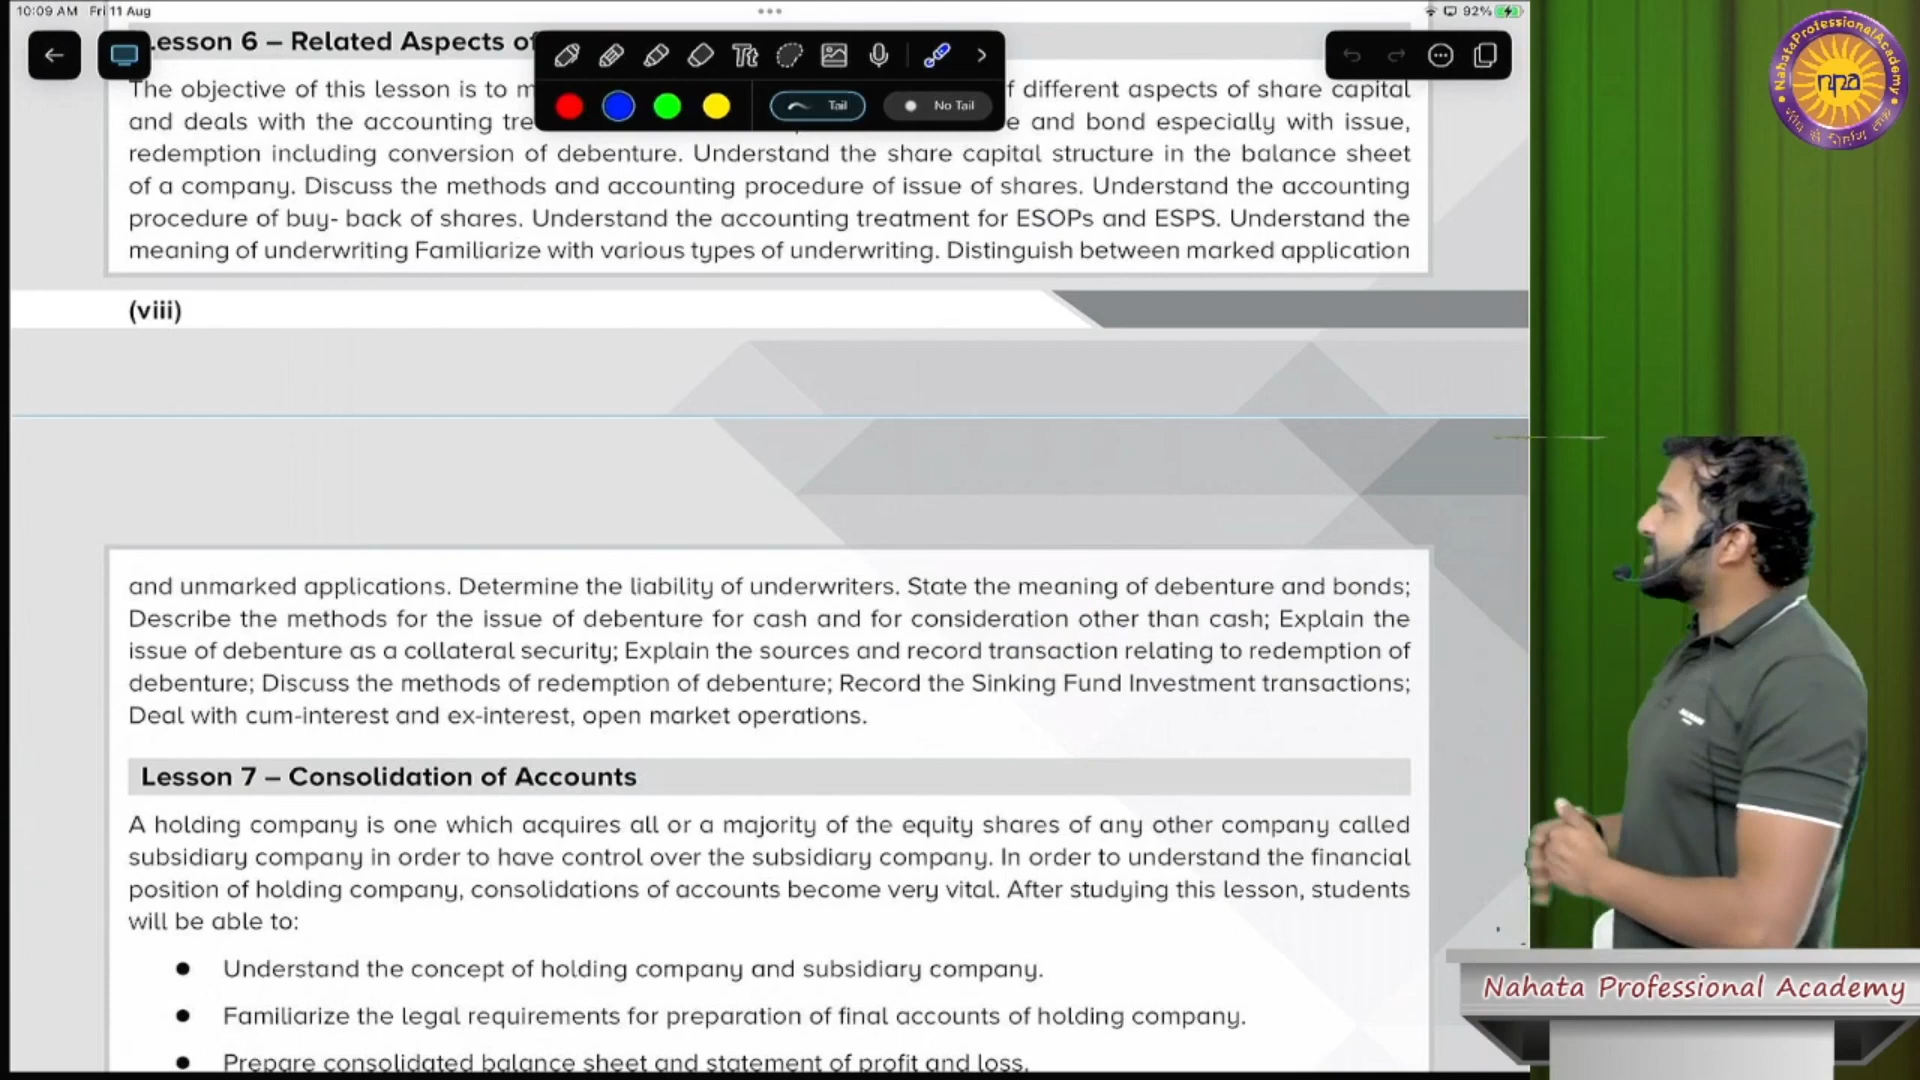 10:09 AM Fri 11 Aug
92%
Lesson 6 – Related Aspects of
Tt
Tail
No Tail
NahataProfessionalAcademy
npa
The objective of this lesson is to m f different aspects of share capital
and deals with the accounting tre e and bond especially with issue,
redemption including conversion of debenture. Understand the share capital structure in the balance sheet
of a company. Discuss the methods and accounting procedure of issue of shares. Understand the accounting
procedure of buy- back of shares. Understand the accounting treatment for ESOPs and ESPS. Understand the
meaning of underwriting Familiarize with various types of underwriting. Distinguish between marked application
(viii)
and unmarked applications. Determine the liability of underwriters. State the meaning of debenture and bonds;
Describe the methods for the issue of debenture for cash and for consideration other than cash; Explain the
issue of debenture as a collateral security; Explain the sources and record transaction relating to redemption of
debenture; Discuss the methods of redemption of debenture; Record the Sinking Fund Investment transactions;
Deal with cum-interest and ex-interest, open market operations.
Lesson 7 – Consolidation of Accounts
A holding company is one which acquires all or a majority of the equity shares of any other company called
subsidiary company in order to have control over the subsidiary company. In order to understand the financial
position of holding company, consolidations of accounts become very vital. After studying this lesson, students
will be able to:
● Understand the concept of holding company and subsidiary company.
● Familiarize the legal requirements for preparation of final accounts of holding company.
● Prepare consolidated balance sheet and statement of profit and loss.
Nahata Professional Academy